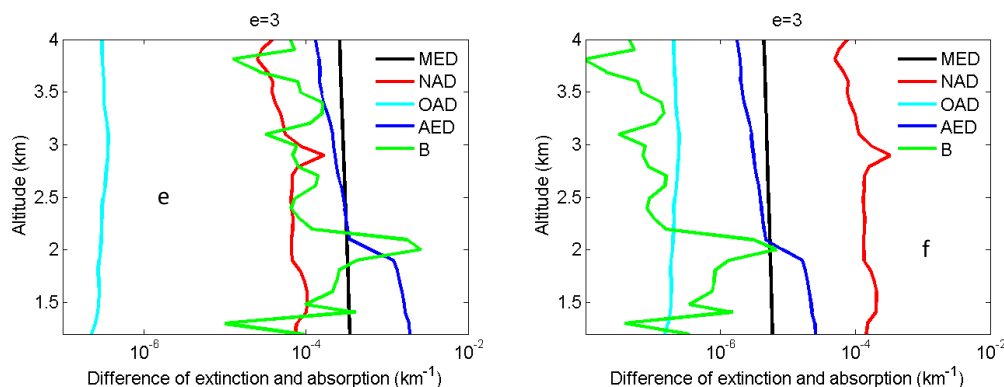 e=3
4
3.5
3
2.5
2
1.5
Altitude (km)
MED
NAD
OAD
AED
B
e
10⁻⁶
10⁻⁴
10⁻²
Difference of extinction and absorption (km⁻¹)
e=3
4
3.5
3
2.5
2
1.5
Altitude (km)
MED
NAD
OAD
AED
B
f
10⁻⁶
10⁻⁴
10⁻²
Difference of extinction and absorption (km⁻¹)